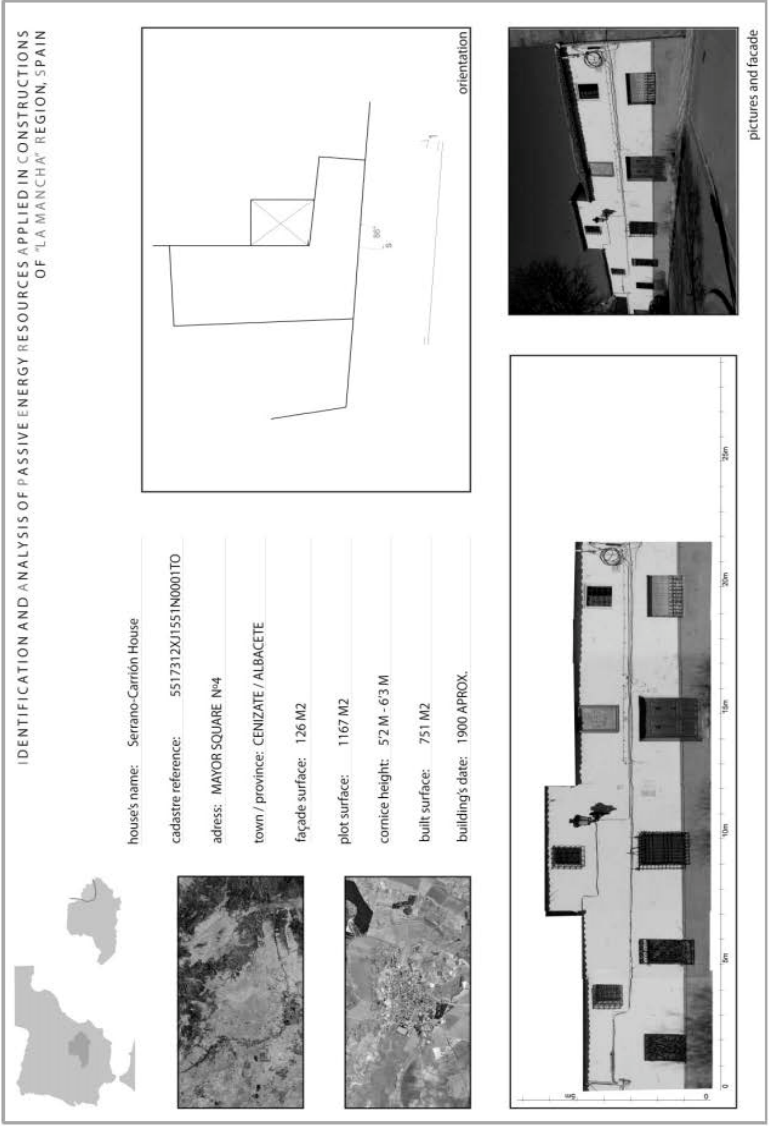 IDENTIFICATION AND ANALYSIS OF PASSIVE ENERGY RESOURCES APPLIED IN CONSTRUCTIONS
OF "LA MANCHA" REGION, SPAIN
house's name: Serrano-Carrión House
cadastre reference: 5517312XJ1551N0001TO
adress: MAYOR SQUARE Nº4
town / province: CENIZATE / ALBACETE
façade surface: 126 M2
plot surface: 1167 M2
cornice height: 5'2 M - 6'3 M
built surface: 751 M2
building's date: 1900 APROX.
86°
S
orientation
5m
0
0
5m
10m
15m
20m
25m
pictures and facade